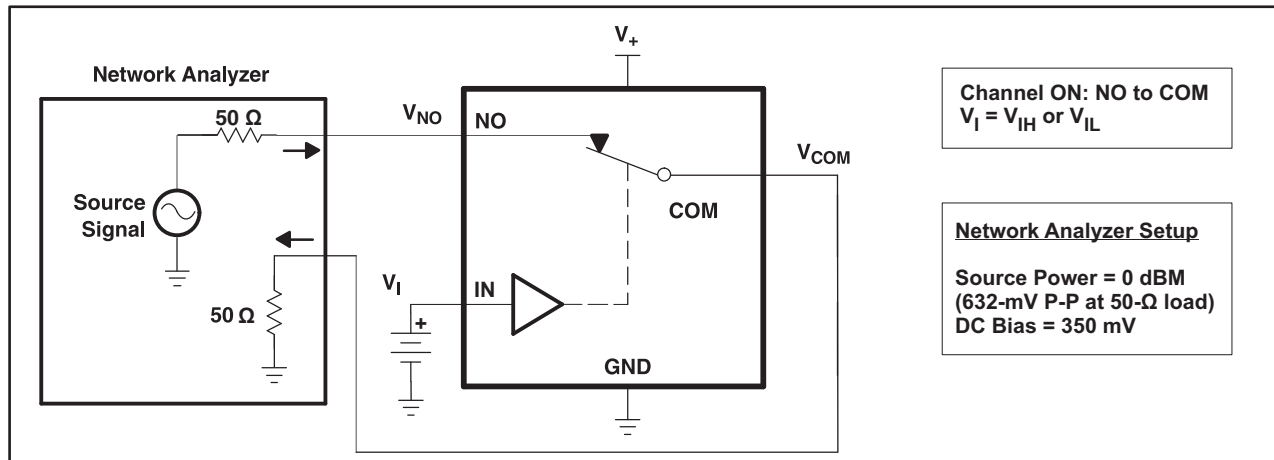 V+
Network Analyzer
50 Ω
VNO
NO
VCOM
COM
Source
Signal
VI
IN
+
50 Ω
GND
Channel ON: NO to COM
VI = VIH or VIL
Network Analyzer Setup
Source Power = 0 dBM
(632-mV P-P at 50-Ω load)
DC Bias = 350 mV